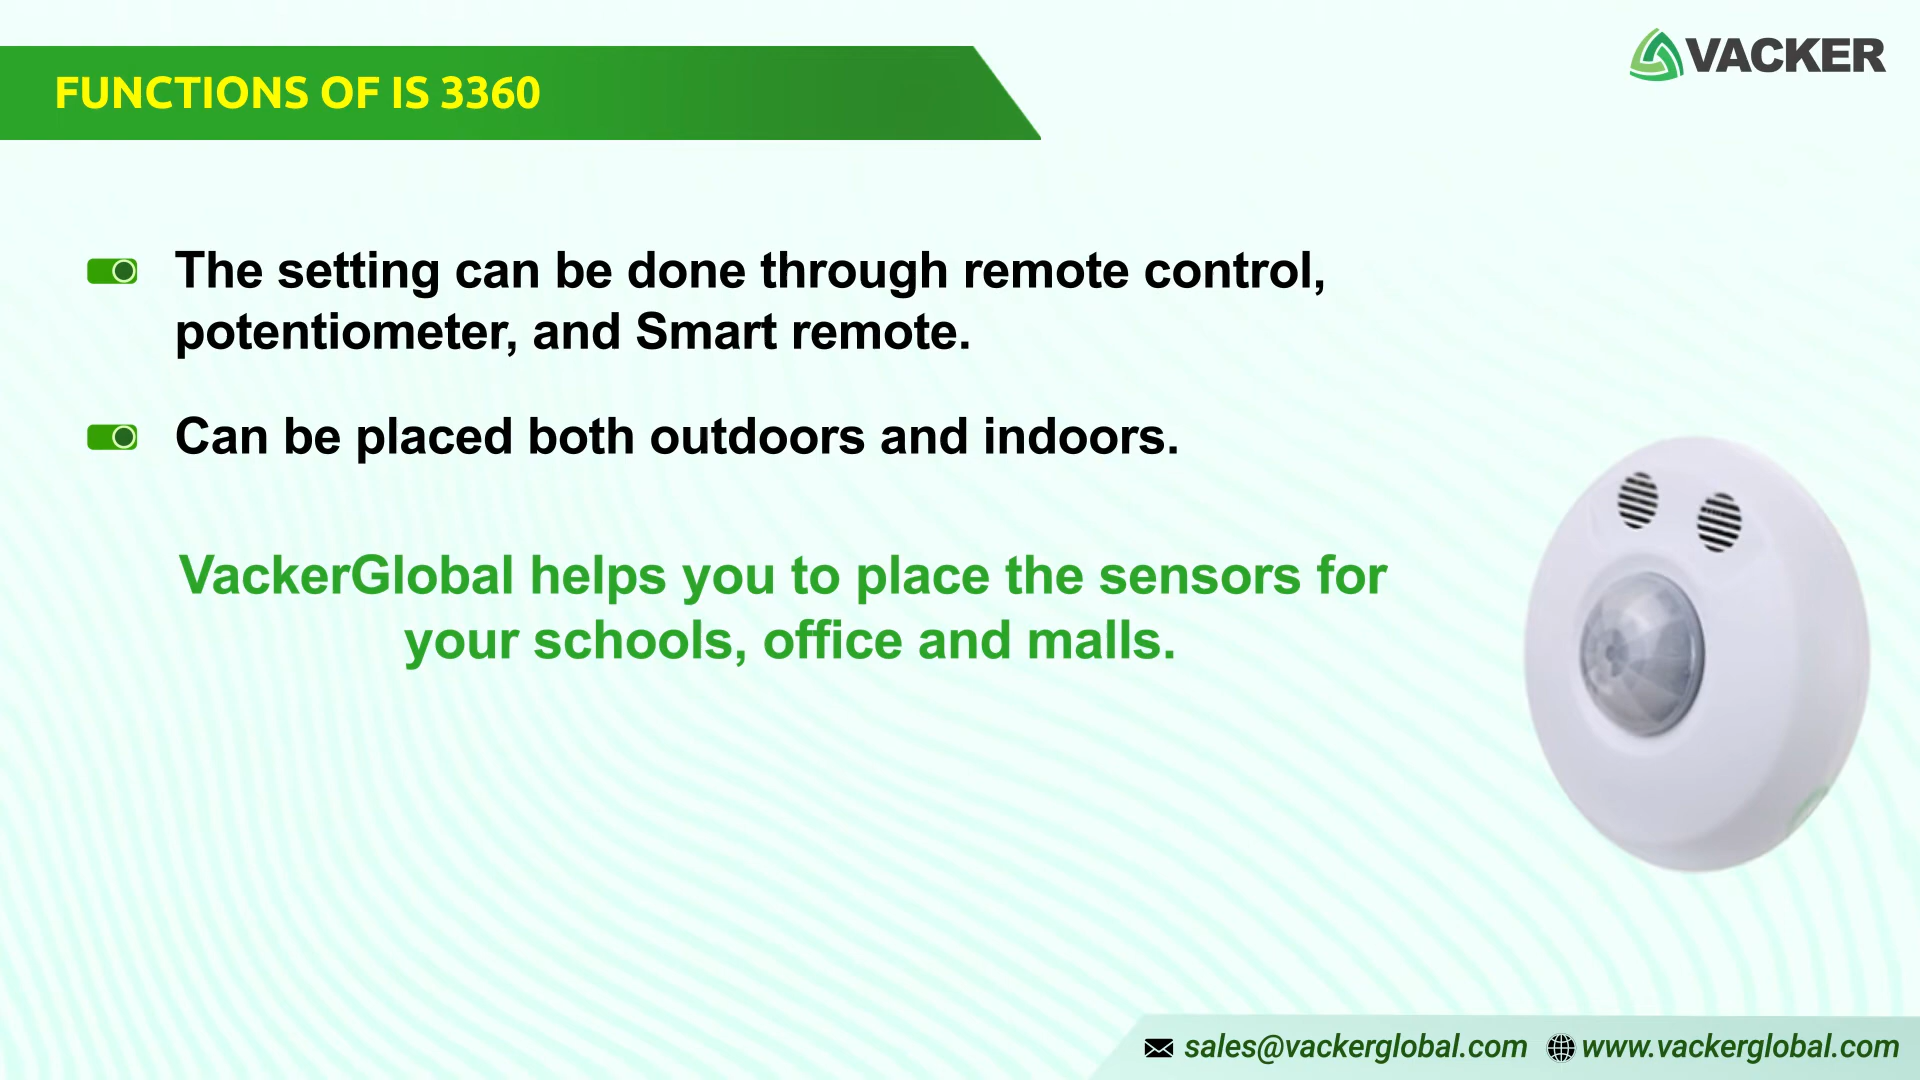 FUNCTIONS OF IS 3360
VACKER
The setting can be done through remote control,
potentiometer, and Smart remote.
Can be placed both outdoors and indoors.
VackerGlobal helps you to place the sensors for
your schools, office and malls.
sales@vackerglobal.com www.vackerglobal.com